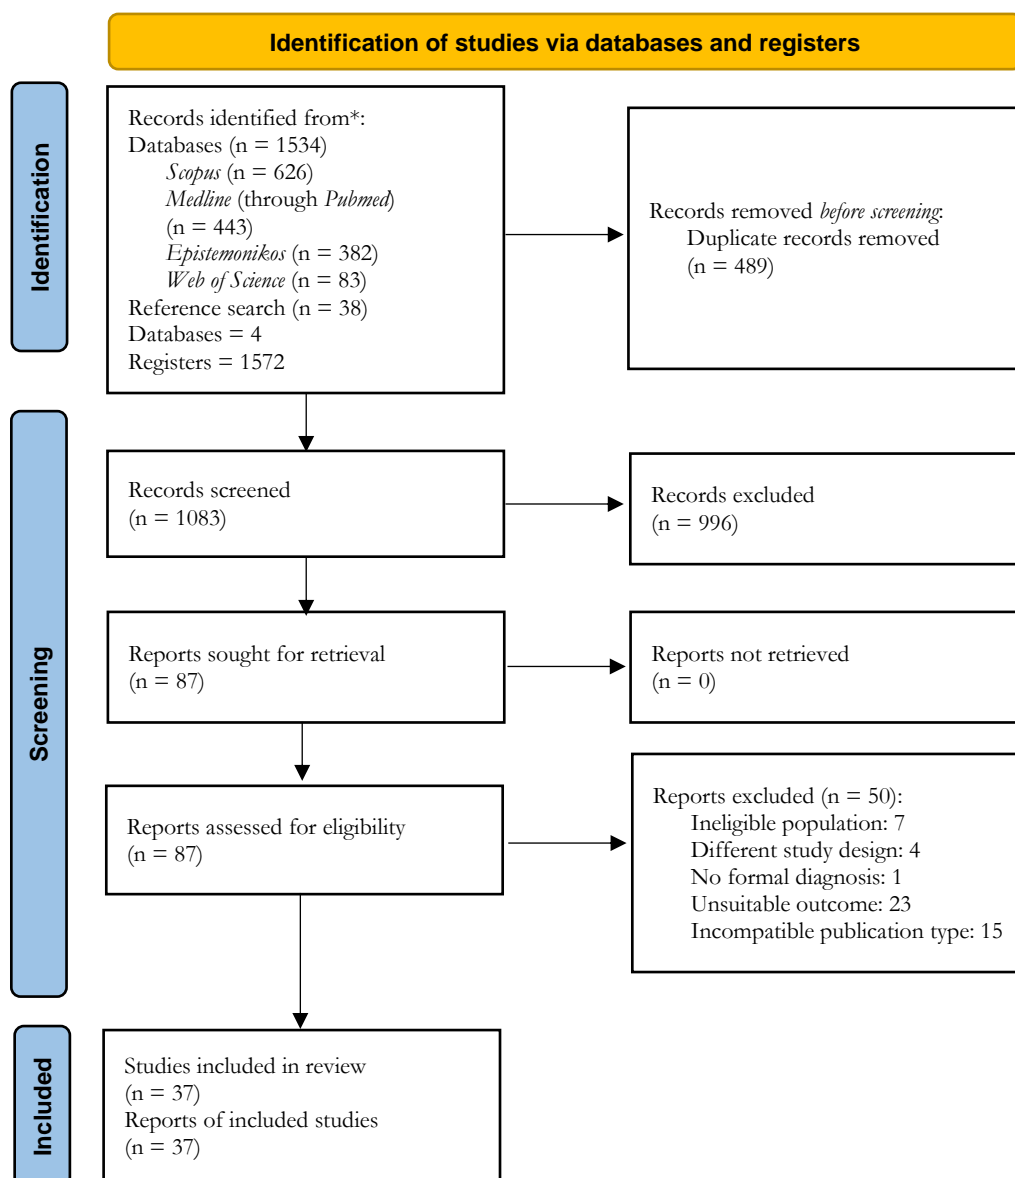 Identification of studies via databases and registers
Identification
Records identified from*:
Databases (n = 1534)
Scopus (n = 626)
Medline (through Pubmed)
(n = 443)
Epistemonikos (n = 382)
Web of Science (n = 83)
Reference search (n = 38)
Databases = 4
Registers = 1572
Records removed before screening:
Duplicate records removed
(n = 489)
Screening
Records screened
(n = 1083)
Records excluded
(n = 996)
Reports sought for retrieval
(n = 87)
Reports not retrieved
(n = 0)
Reports assessed for eligibility
(n = 87)
Reports excluded (n = 50):
Ineligible population: 7
Different study design: 4
No formal diagnosis: 1
Unsuitable outcome: 23
Incompatible publication type: 15
Included
Studies included in review
(n = 37)
Reports of included studies
(n = 37)